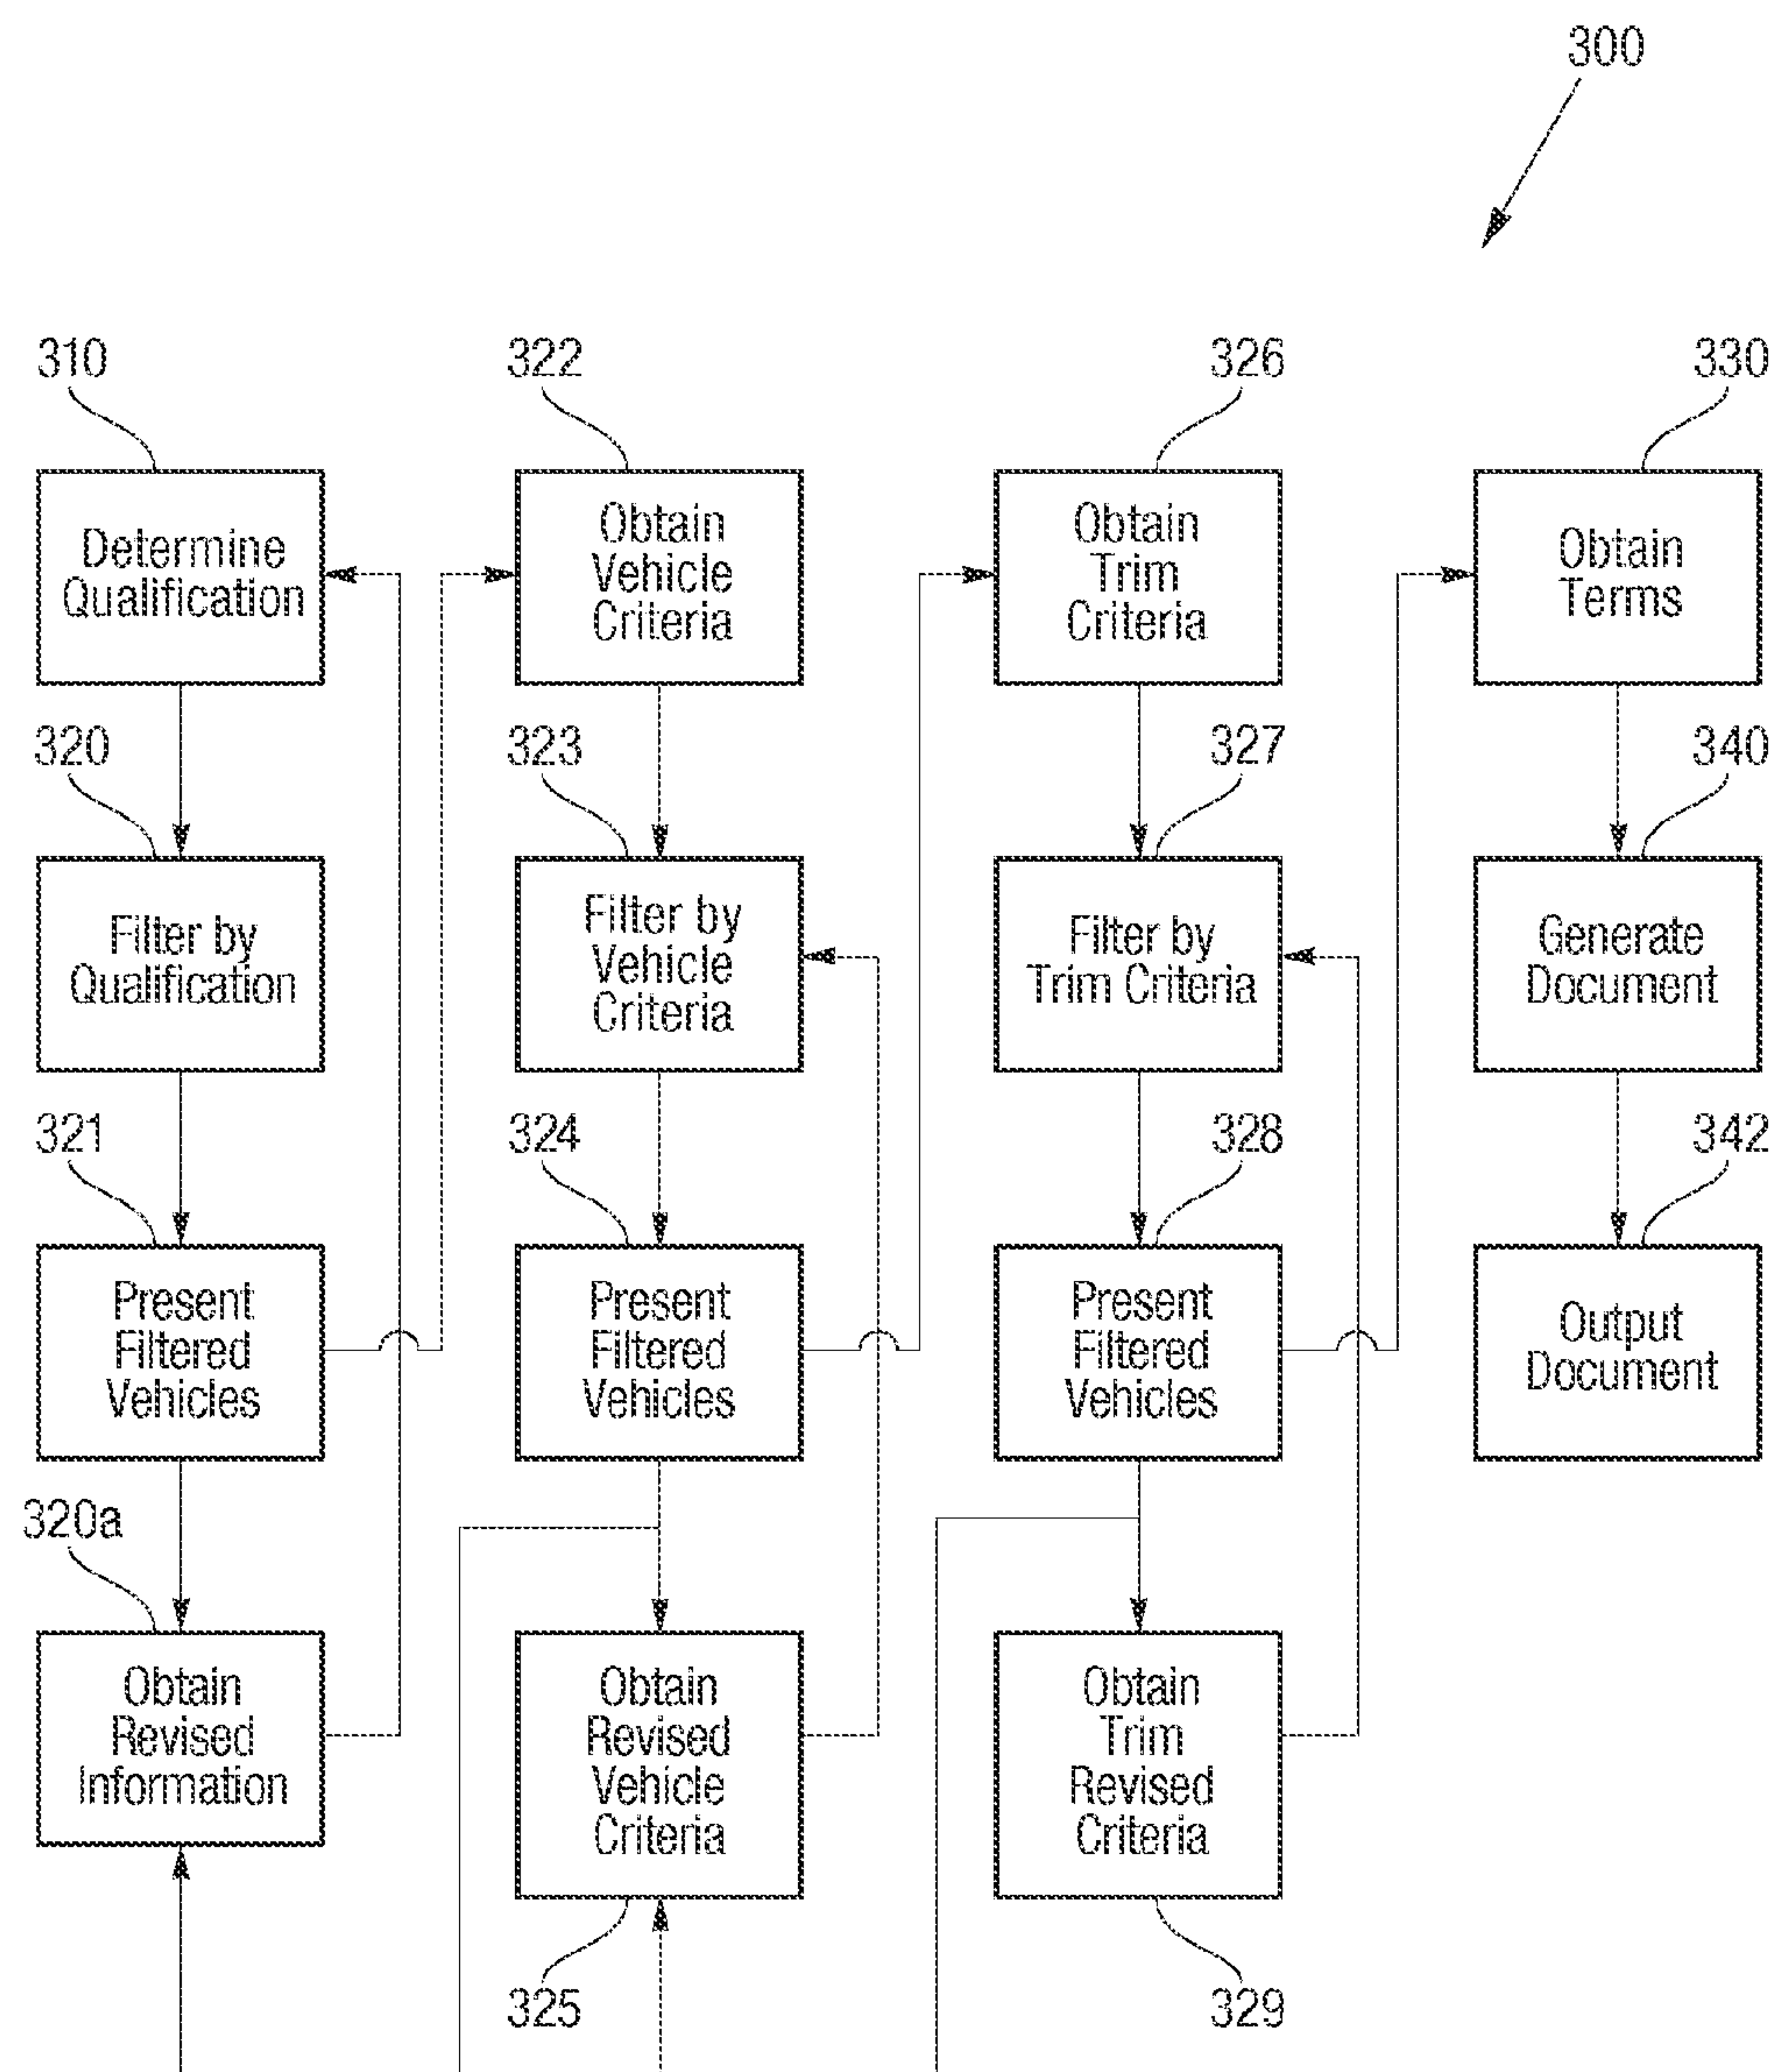 300
310
322
326
330
Determine
Qualification
Obtain
Vehicle
Criteria
Obtain
Trim
Criteria
Obtain
Terms
320
323
327
340
Filter by
Qualification
Filter by
Vehicle
Criteria
Filter by
Trim Criteria
Generate
Document
321
324
328
342
Present
Filtered
Vehicles
Present
Filtered
Vehicles
Present
Filtered
Vehicles
Output
Document
320a
Obtain
Revised
Information
Obtain
Revised
Vehicle
Criteria
Obtain
Trim
Revised
Criteria
325
329